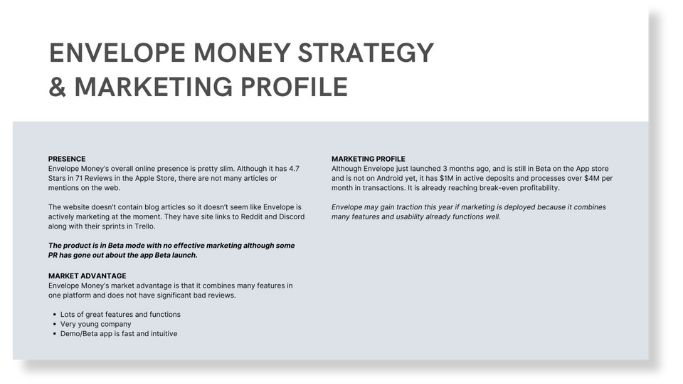 ENVELOPE MONEY STRATEGY
& MARKETING PROFILE
PRESENCE
Envelope Money's overall online presence is pretty slim. Although it has 4.7
Stars in 71 Reviews in the Apple Store, there are not many articles or
mentions on the web.
The website doesn't contain blog articles so it doesn't seem like Envelope is
actively marketing at the moment. They have site links to Reddit and Discord
along with their sprints in Trello.
The product is in Beta mode with no effective marketing although some
PR has gone out about the app Beta launch.
MARKET ADVANTAGE
Envelope Money's market advantage is that it combines many features in
one platform and does not have significant bad reviews.
• Lots of great features and functions
• Very young company
• Demo/Beta app is fast and intuitive
MARKETING PROFILE
Although Envelope just launched 3 months ago, and is still in Beta on the App store
and is not on Android yet, it has $1M in active deposits and processes over $4M per
month in transactions. It is already reaching break-even profitability.
Envelope may gain traction this year if marketing is deployed because it combines
many features and usability already functions well.